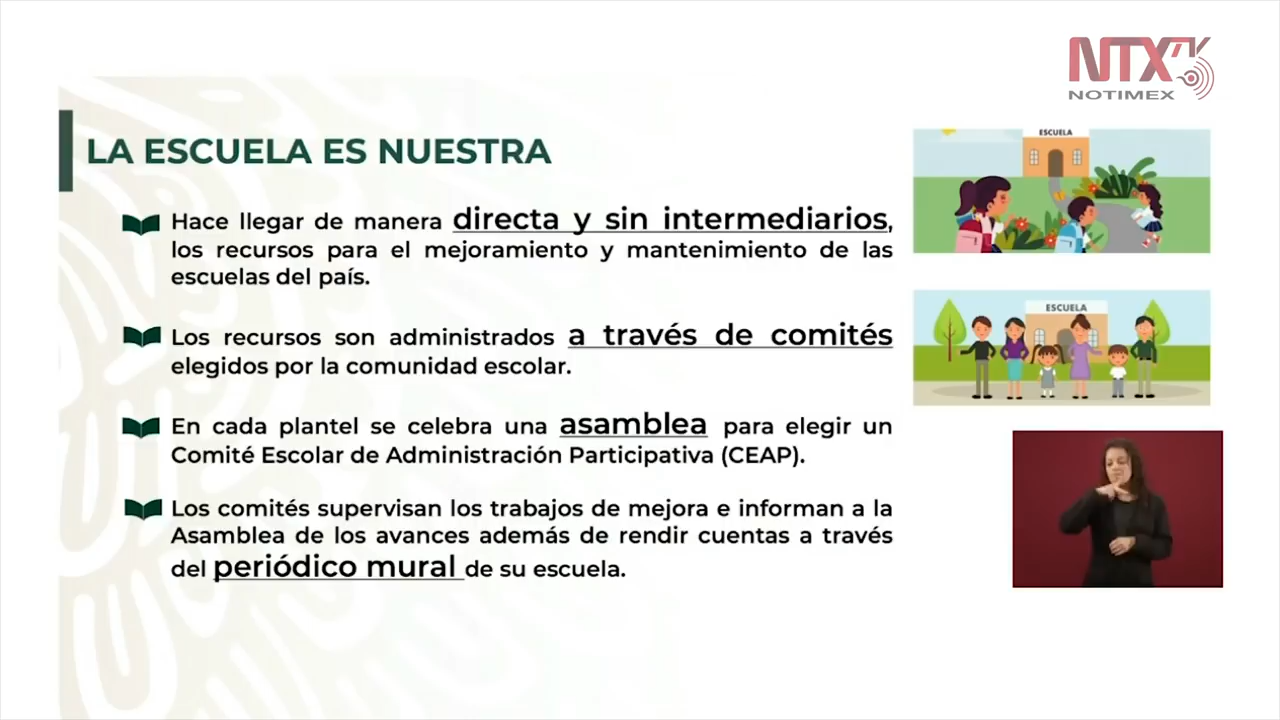 NTX TV
NOTIMEX
LA ESCUELA ES NUESTRA
Hace llegar de manera directa y sin intermediarios,
los recursos para el mejoramiento y mantenimiento de las
escuelas del país.
Los recursos son administrados a través de comités
elegidos por la comunidad escolar.
En cada plantel se celebra una asamblea para elegir un
Comité Escolar de Administración Participativa (CEAP).
Los comités supervisan los trabajos de mejora e informan a la
Asamblea de los avances además de rendir cuentas a través
del periódico mural de su escuela.
ESCUELA
ESCUELA